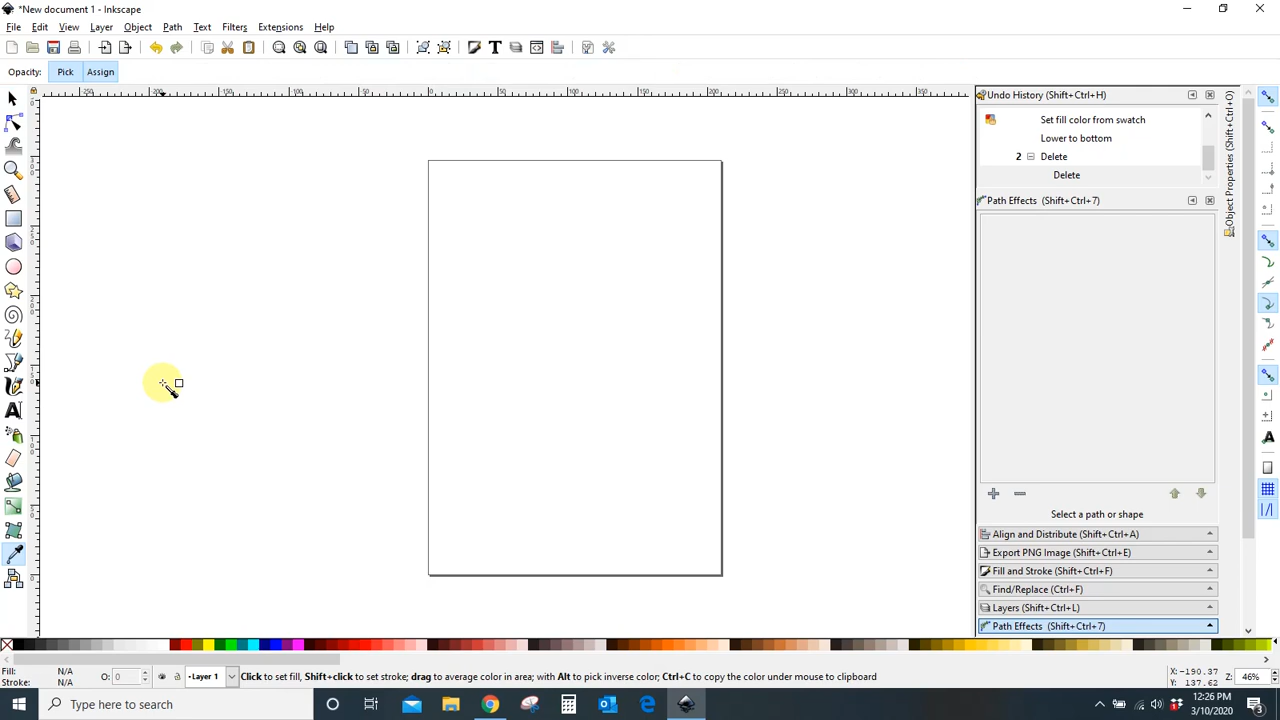 *New document 1 - Inkscape
File Edit View Layer Object Path Text Filters Extensions Help
Opacity: Pick Assign
Undo History (Shift+Ctrl+H)
Set fill color from swatch
Lower to bottom
2 Delete
Delete
Path Effects (Shift+Ctrl+7)
Object Properties (Shift+Ctrl+O)
Select a path or shape
Align and Distribute (Shift+Ctrl+A)
Export PNG Image (Shift+Ctrl+E)
Fill and Stroke (Shift+Ctrl+F)
Find/Replace (Ctrl+F)
Layers (Shift+Ctrl+L)
Path Effects (Shift+Ctrl+7)
Fill: N/A
Stroke: N/A
O: 0
Layer 1
Click to set fill, Shift+click to set stroke; drag to average color in area; with Alt to pick inverse color; Ctrl+C to copy the color under mouse to clipboard
X: -190.37
Y: 137.62
Z: 46%
Type here to search
12:26 PM
3/10/2020
3